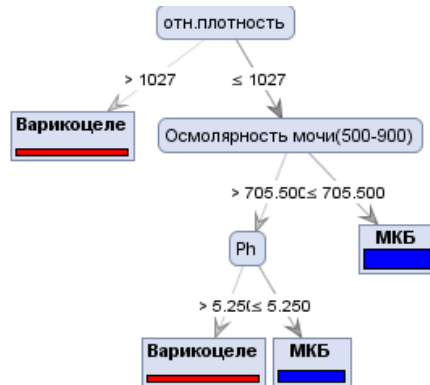 отн.плотность
> 1027
≤ 1027
Варикоцеле
Осмолярность мочи(500-900)
> 705.500
≤ 705.500
Ph
МКБ
> 5.250
≤ 5.250
Варикоцеле
МКБ